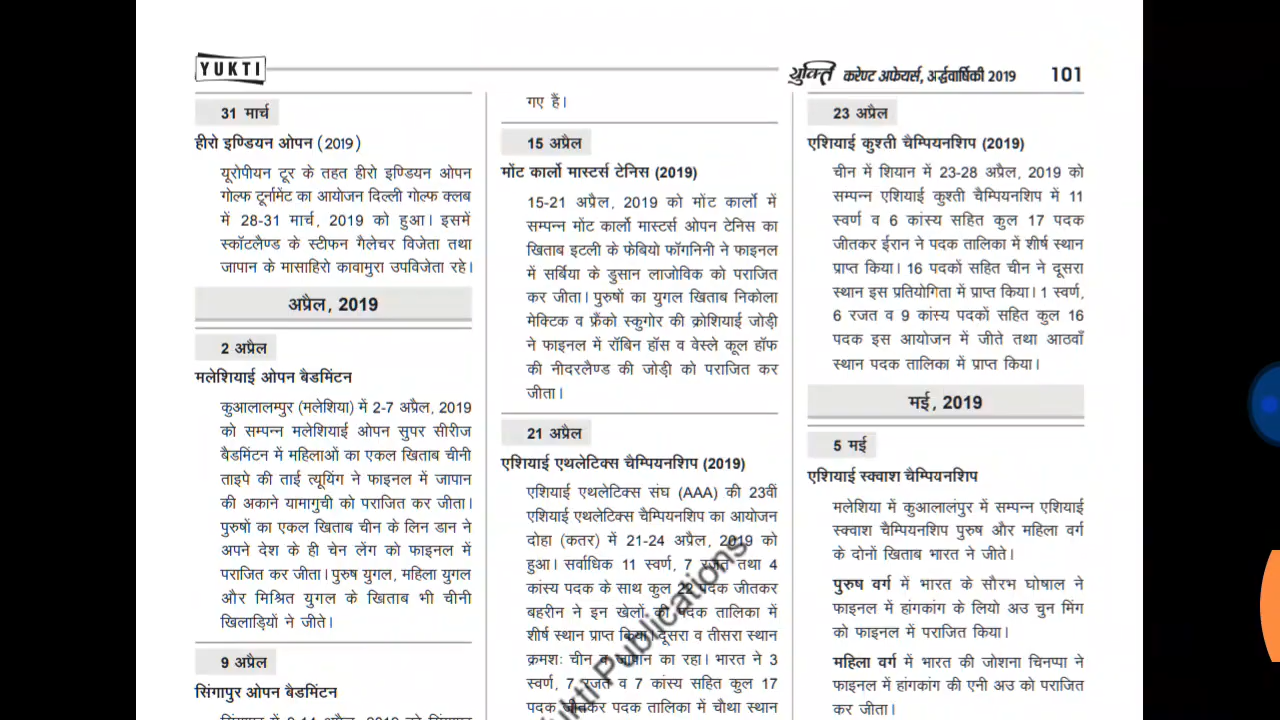 YUKTI
युक्ति करेण्ट अफेयर्स, अर्द्धवार्षिकी 2019 101
31 मार्च
हीरो इण्डियन ओपन (2019)
यूरोपीयन टूर के तहत हीरो इण्डियन ओपन
गोल्फ टूर्नामेंट का आयोजन दिल्ली गोल्फ क्लब
में 28-31 मार्च, 2019 को हुआ। इसमें
स्कॉटलैण्ड के स्टीफन गैलेचर विजेता तथा
जापान के मासाहिरो कावामुरा उपविजेता रहे।
अप्रैल, 2019
2 अप्रैल
मलेशियाई ओपन बैडमिंटन
कुआलालम्पुर (मलेशिया) में 2-7 अप्रैल, 2019
को सम्पन्न मलेशियाई ओपन सुपर सीरीज
बैडमिंटन में महिलाओं का एकल खिताब चीनी
ताइपे की ताई त्यूयिंग ने फाइनल में जापान
की अकाने यामागुची को पराजित कर जीता।
पुरुषों का एकल खिताब चीन के लिन डान ने
अपने देश के ही चेन लेंग को फाइनल में
पराजित कर जीता। पुरुष युगल, महिला युगल
और मिश्रित युगल के खिताब भी चीनी
खिलाड़ियों ने जीते।
9 अप्रैल
सिंगापुर ओपन बैडमिंटन
गए हैं।
15 अप्रैल
मोंट कार्लो मास्टर्स टेनिस (2019)
15-21 अप्रैल, 2019 को मोंट कार्लो में
सम्पन्न मोंट कार्लो मास्टर्स ओपन टेनिस का
खिताब इटली के फेबियो फॉगनिनी ने फाइनल
में सर्बिया के डुसान लाजोविक को पराजित
कर जीता। पुरुषों का युगल खिताब निकोला
मेक्टिक व फ्रैंको स्कुगोर की क्रोशियाई जोड़ी
ने फाइनल में रॉबिन हॉस व वेस्ले कूल हॉफ
की नीदरलैण्ड की जोड़ी को पराजित कर
जीता।
21 अप्रैल
एशियाई एथलेटिक्स चैम्पियनशिप (2019)
एशियाई एथलेटिक्स संघ (AAA) की 23वीं
एशियाई एथलेटिक्स चैम्पियनशिप का आयोजन
दोहा (कतर) में 21-24 अप्रैल, 2019 को
हुआ। सर्वाधिक 11 स्वर्ण, 7 रजत तथा 4
कांस्य पदक के साथ कुल 22 पदक जीतकर
बहरीन ने इन खेलों की पदक तालिका में
शीर्ष स्थान प्राप्त किया। दूसरा व तीसरा स्थान
क्रमशः चीन व जापान का रहा। भारत ने 3
स्वर्ण, 7 रजत व 7 कांस्य सहित कुल 17
पदक जीतकर पदक तालिका में चौथा स्थान
Publications
23 अप्रैल
एशियाई कुश्ती चैम्पियनशिप (2019)
चीन में शियान में 23-28 अप्रैल, 2019 को
सम्पन्न एशियाई कुश्ती चैम्पियनशिप में 11
स्वर्ण व 6 कांस्य सहित कुल 17 पदक
जीतकर ईरान ने पदक तालिका में शीर्ष स्थान
प्राप्त किया। 16 पदकों सहित चीन ने दूसरा
स्थान इस प्रतियोगिता में प्राप्त किया। 1 स्वर्ण,
6 रजत व 9 कांस्य पदकों सहित कुल 16
पदक इस आयोजन में जीते तथा आठवाँ
स्थान पदक तालिका में प्राप्त किया।
मई, 2019
5 मई
एशियाई स्क्वाश चैम्पियनशिप
मलेशिया में कुआलालंपुर में सम्पन्न एशियाई
स्क्वाश चैम्पियनशिप पुरुष और महिला वर्ग
के दोनों खिताब भारत ने जीते।
पुरुष वर्ग में भारत के सौरभ घोषाल ने
फाइनल में हांगकांग के लियो अउ चुन मिंग
को फाइनल में पराजित किया।
महिला वर्ग में भारत की जोशना चिनप्पा ने
फाइनल में हांगकांग की एनी अउ को पराजित
कर जीता।